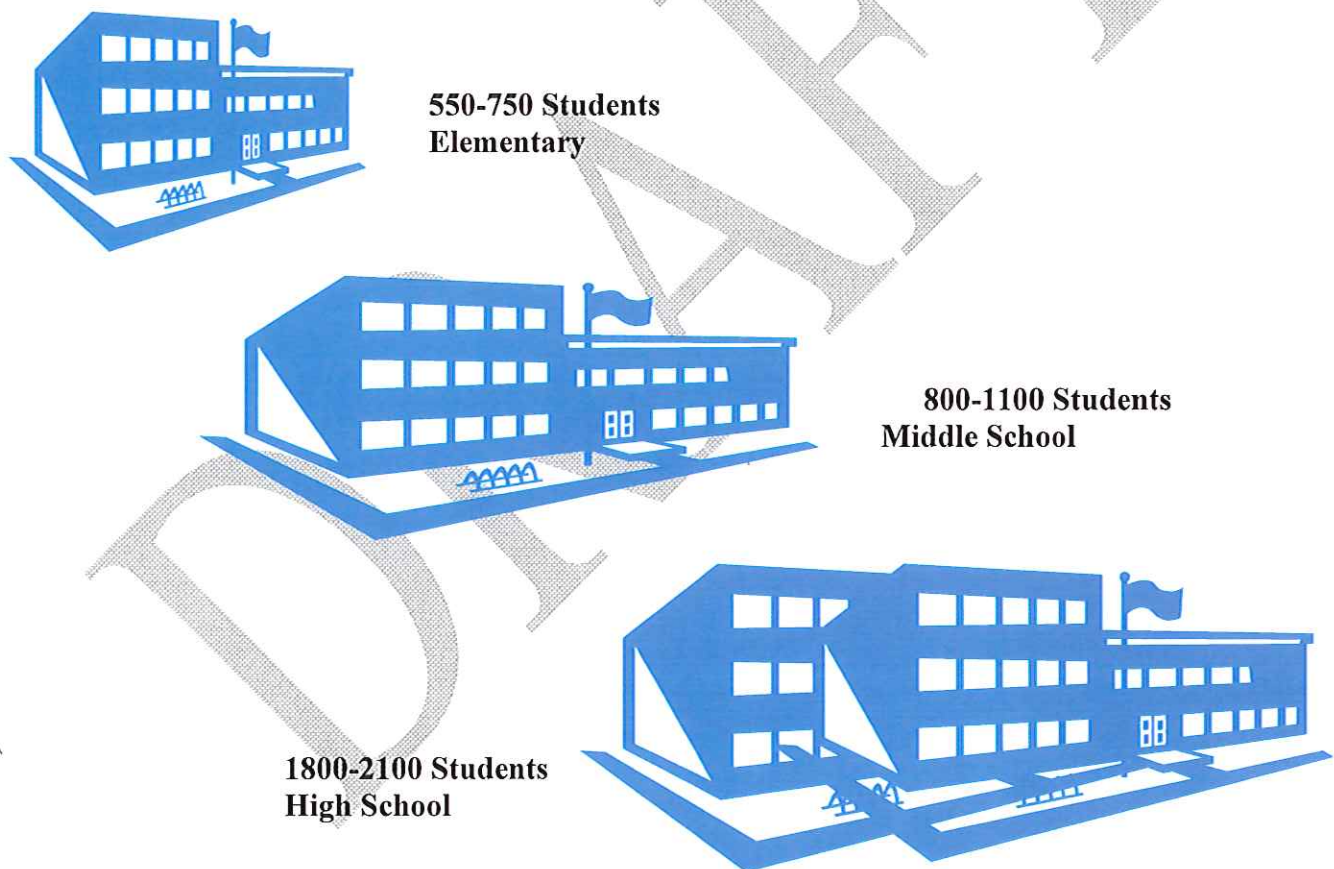 550-750 Students
Elementary
800-1100 Students
Middle School
1800-2100 Students
High School
DRAFT